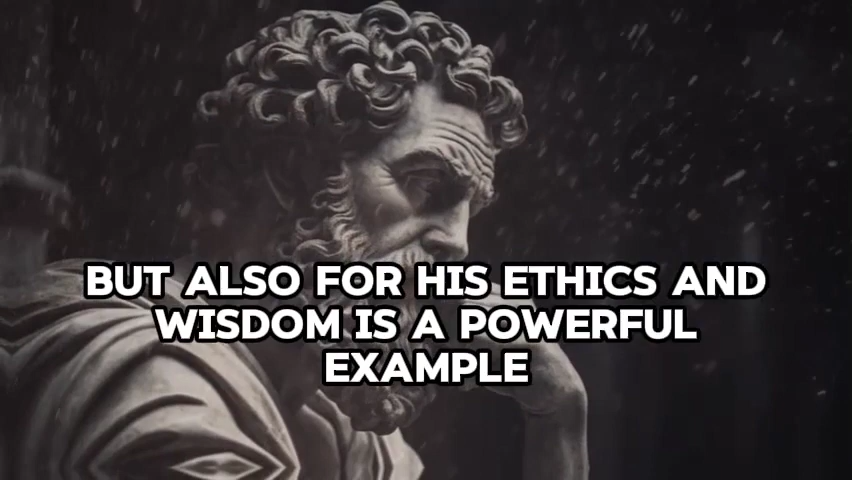 BUT ALSO FOR HIS ETHICS AND
WISDOM IS A POWERFUL
EXAMPLE